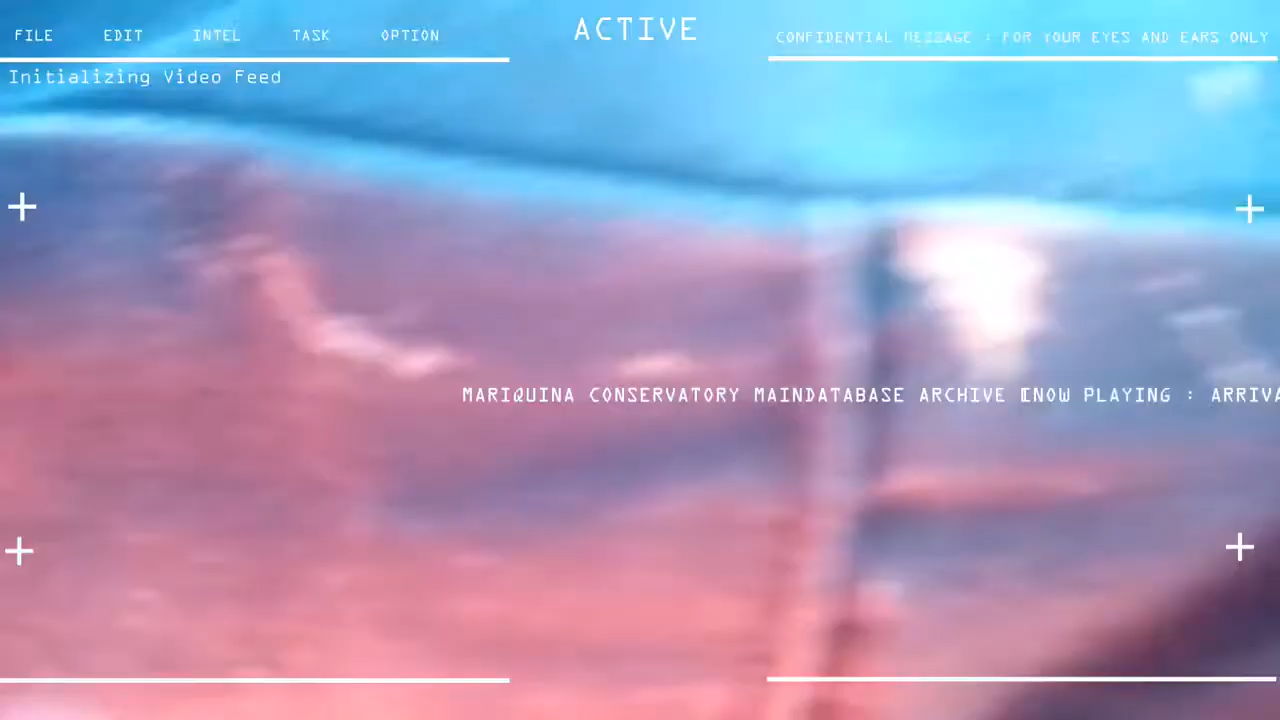 FILE EDIT INTEL TASK OPTION
ACTIVE
CONFIDENTIAL MESSAGE : FOR YOUR EYES AND EARS ONLY
Initializing Video Feed
MARIQUINA CONSERVATORY MAINDATABASE ARCHIVE [NOW PLAYING : ARRIVA